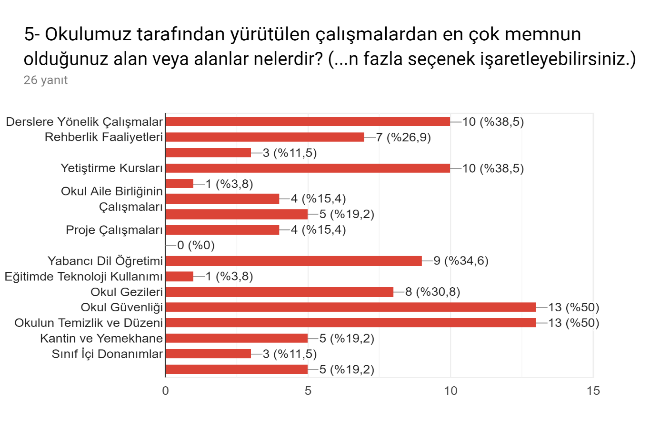 5- Okulumuz tarafından yürütülen çalışmalardan en çok memnun
olduğunuz alan veya alanlar nelerdir? (...n fazla seçenek işaretleyebilirsiniz.)
26 yanıt
Derslere Yönelik Çalışmalar 10 (%38,5)
Rehberlik Faaliyetleri 7 (%26,9)
3 (%11,5)
Yetiştirme Kursları 10 (%38,5)
1 (%3,8)
Okul Aile Birliğinin
Çalışmaları
4 (%15,4)
5 (%19,2)
Proje Çalışmaları 4 (%15,4)
0 (%0)
Yabancı Dil Öğretimi 9 (%34,6)
Eğitimde Teknoloji Kullanımı 1 (%3,8)
Okul Gezileri 8 (%30,8)
Okul Güvenliği 13 (%50)
Okulun Temizlik ve Düzeni 13 (%50)
Kantin ve Yemekhane 5 (%19,2)
Sınıf İçi Donanımlar 3 (%11,5)
5 (%19,2)
0 5 10 15